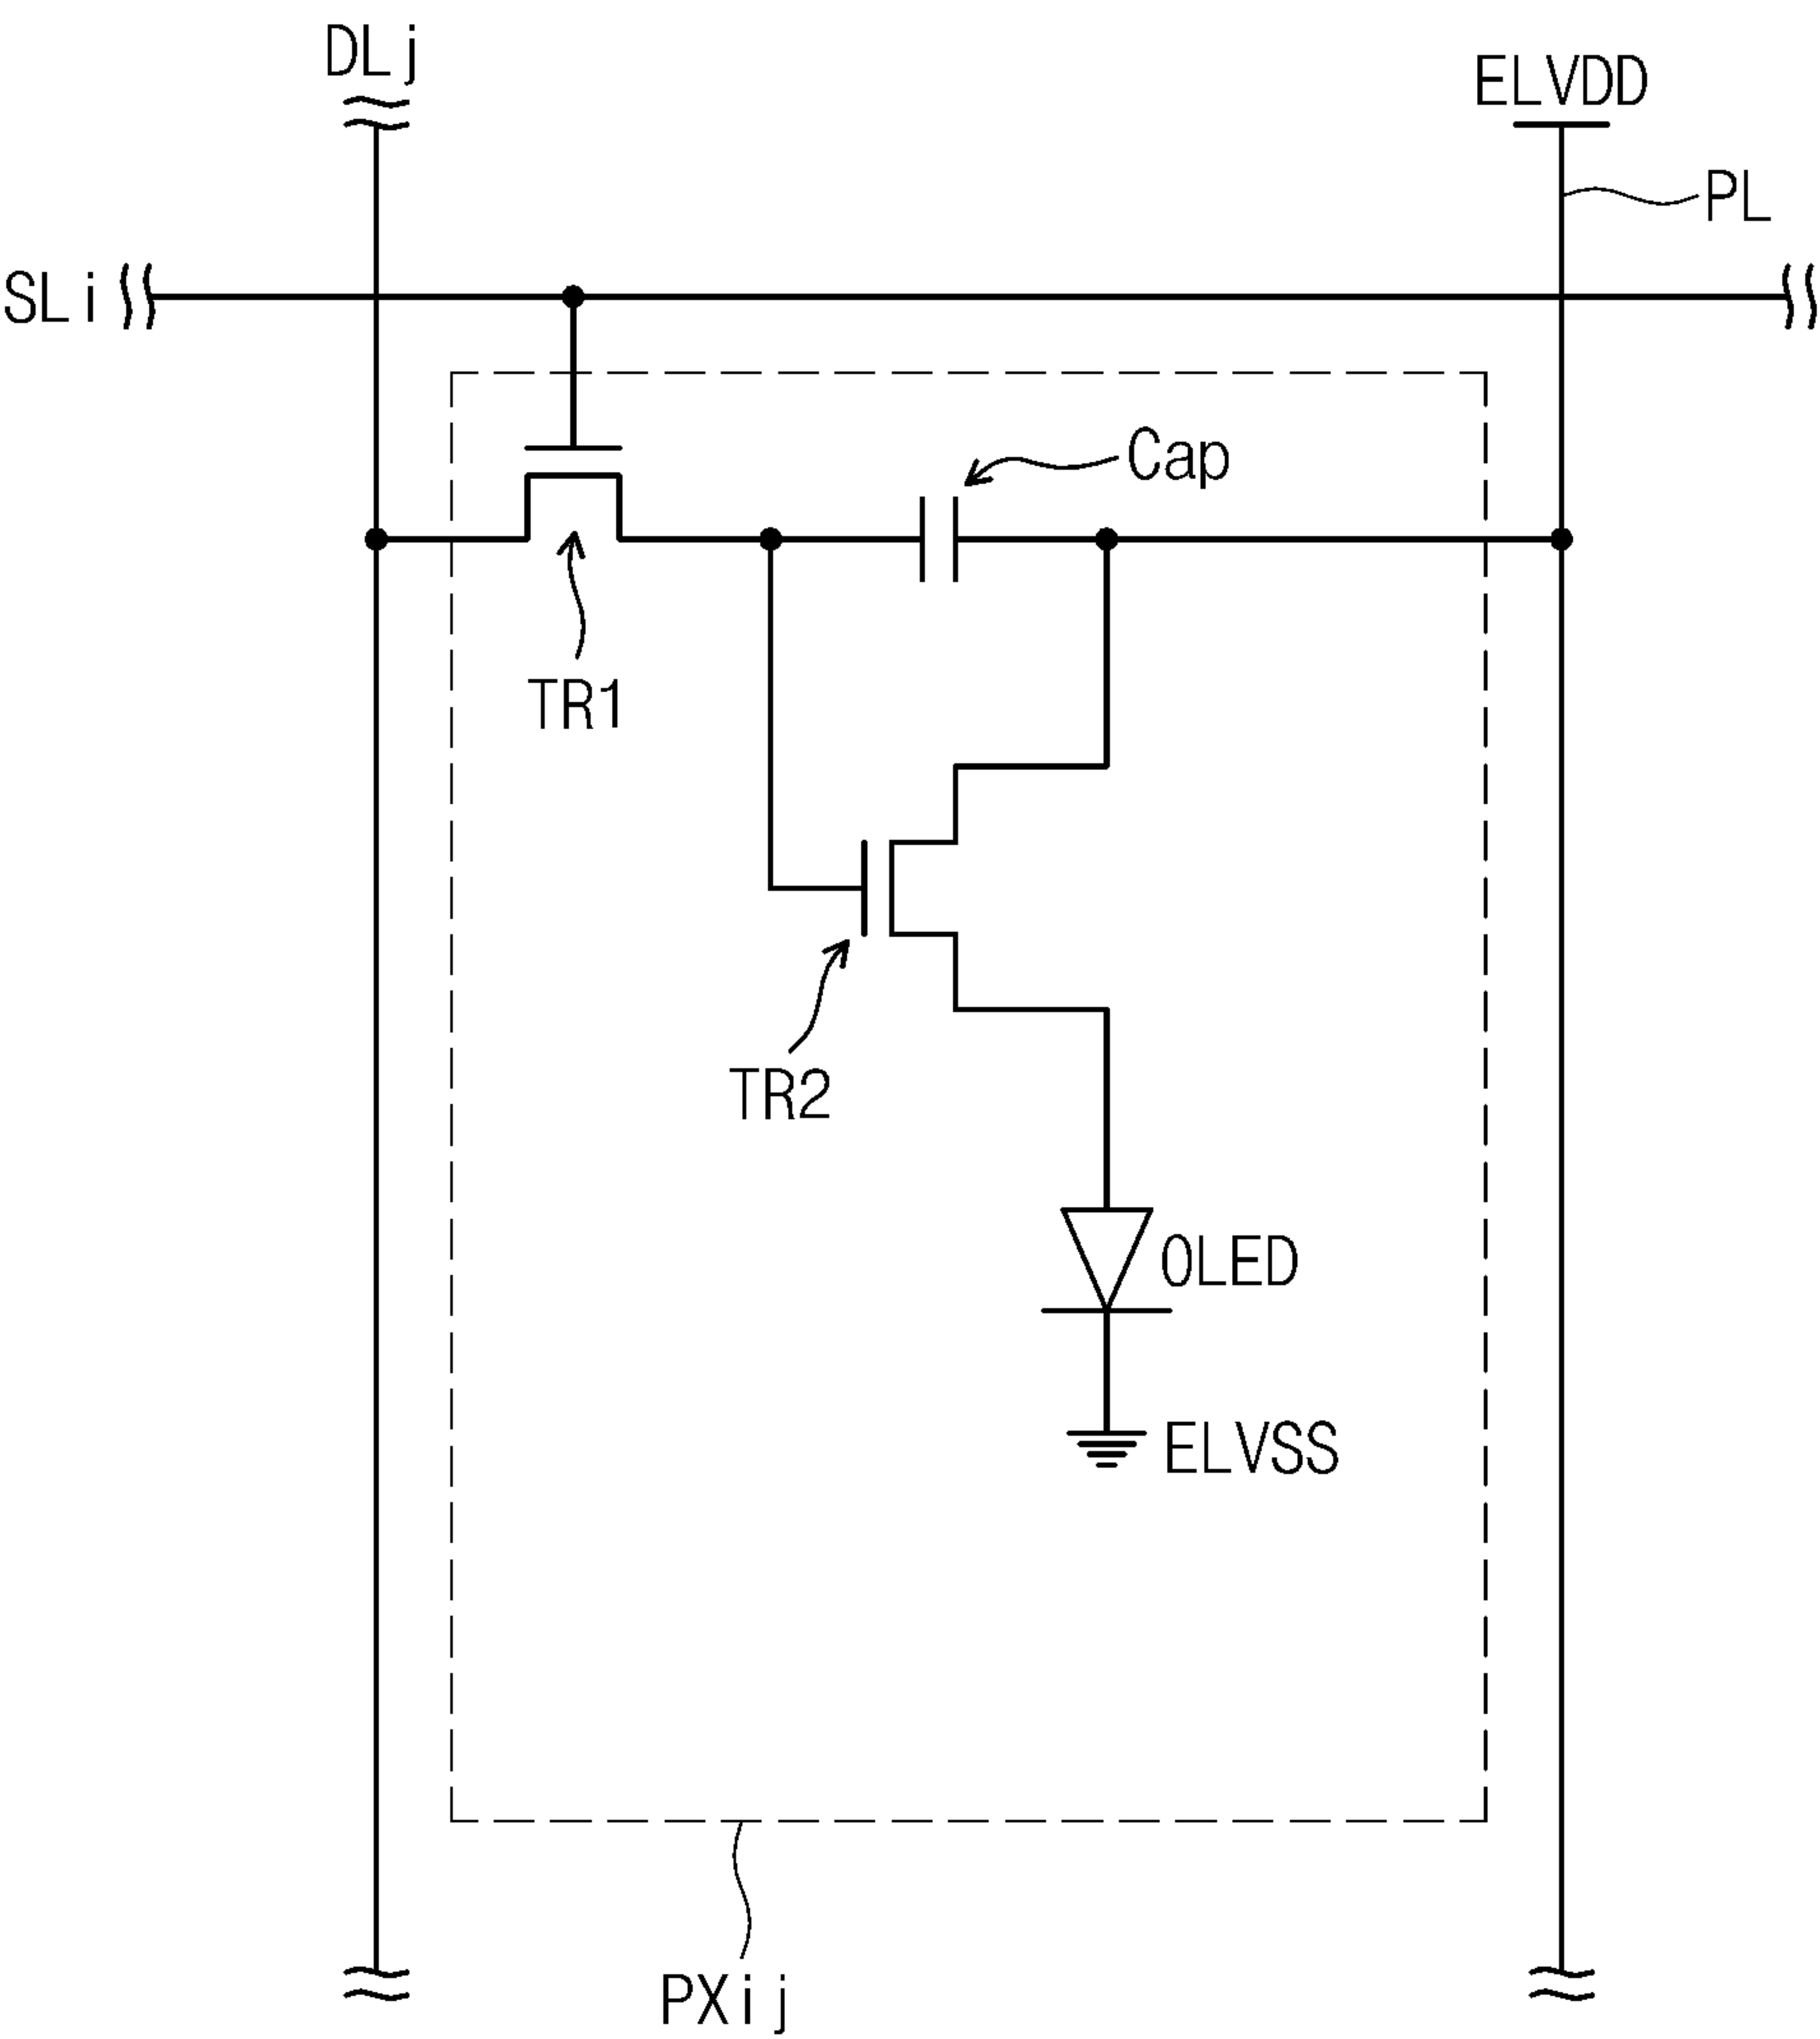 DLj
ELVDD
PL
SLi
Cap
TR1
TR2
OLED
ELVSS
PXij